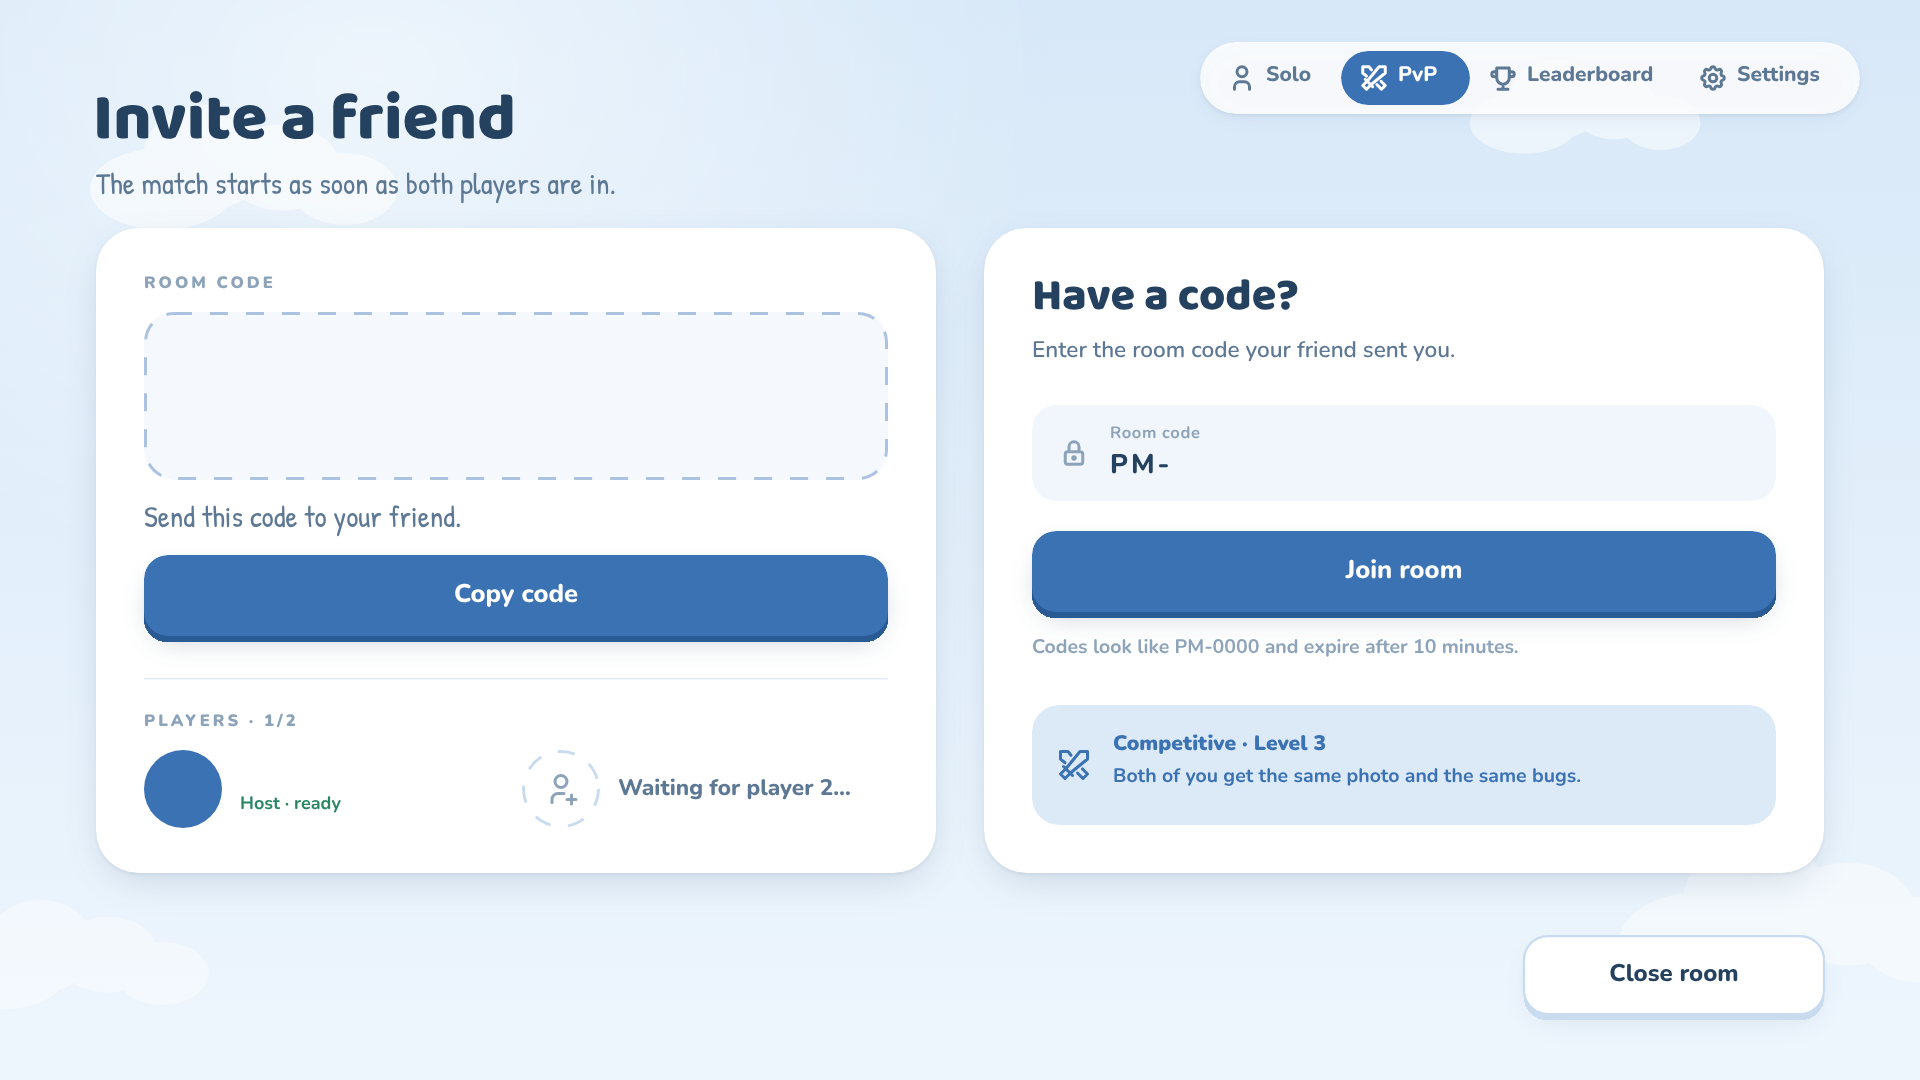 Solo
PvP
Leaderboard
Settings
Invite a friend
The match starts as soon as both players are in.
ROOM CODE
Send this code to your friend.
Copy code
PLAYERS · 1/2
Host · ready
Waiting for player 2...
Have a code?
Enter the room code your friend sent you.
Room code
PM-
Join room
Codes look like PM-0000 and expire after 10 minutes.
Competitive · Level 3
Both of you get the same photo and the same bugs.
Close room